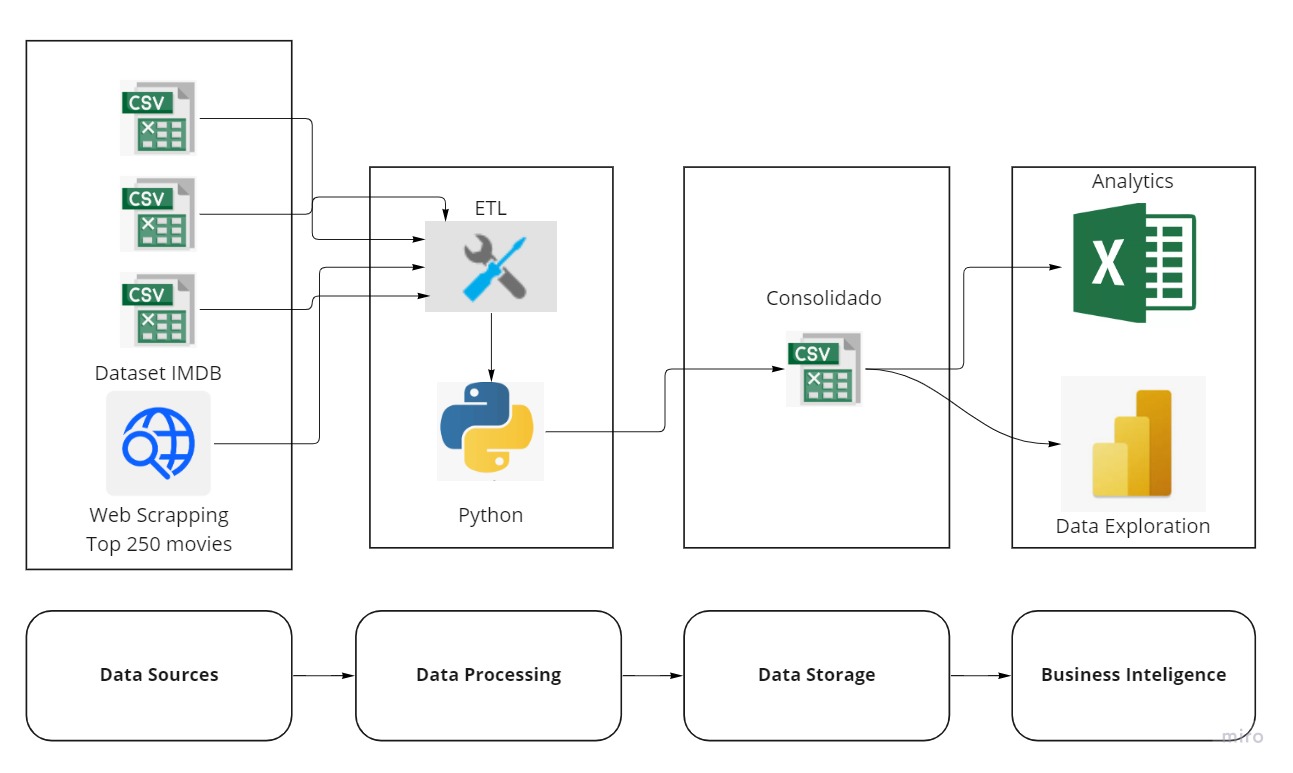 CSV
CSV
CSV
Dataset IMDB
Web Scrapping
Top 250 movies
ETL
Python
Consolidado
CSV
Analytics
X
Data Exploration
Data Sources
Data Processing
Data Storage
Business Inteligence
miro